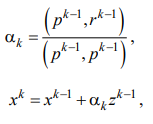 α_k = (p^{k-1}, r^{k-1}) / (p^{k-1}, p^{k-1}),
x^k = x^{k-1} + α_k z^{k-1},